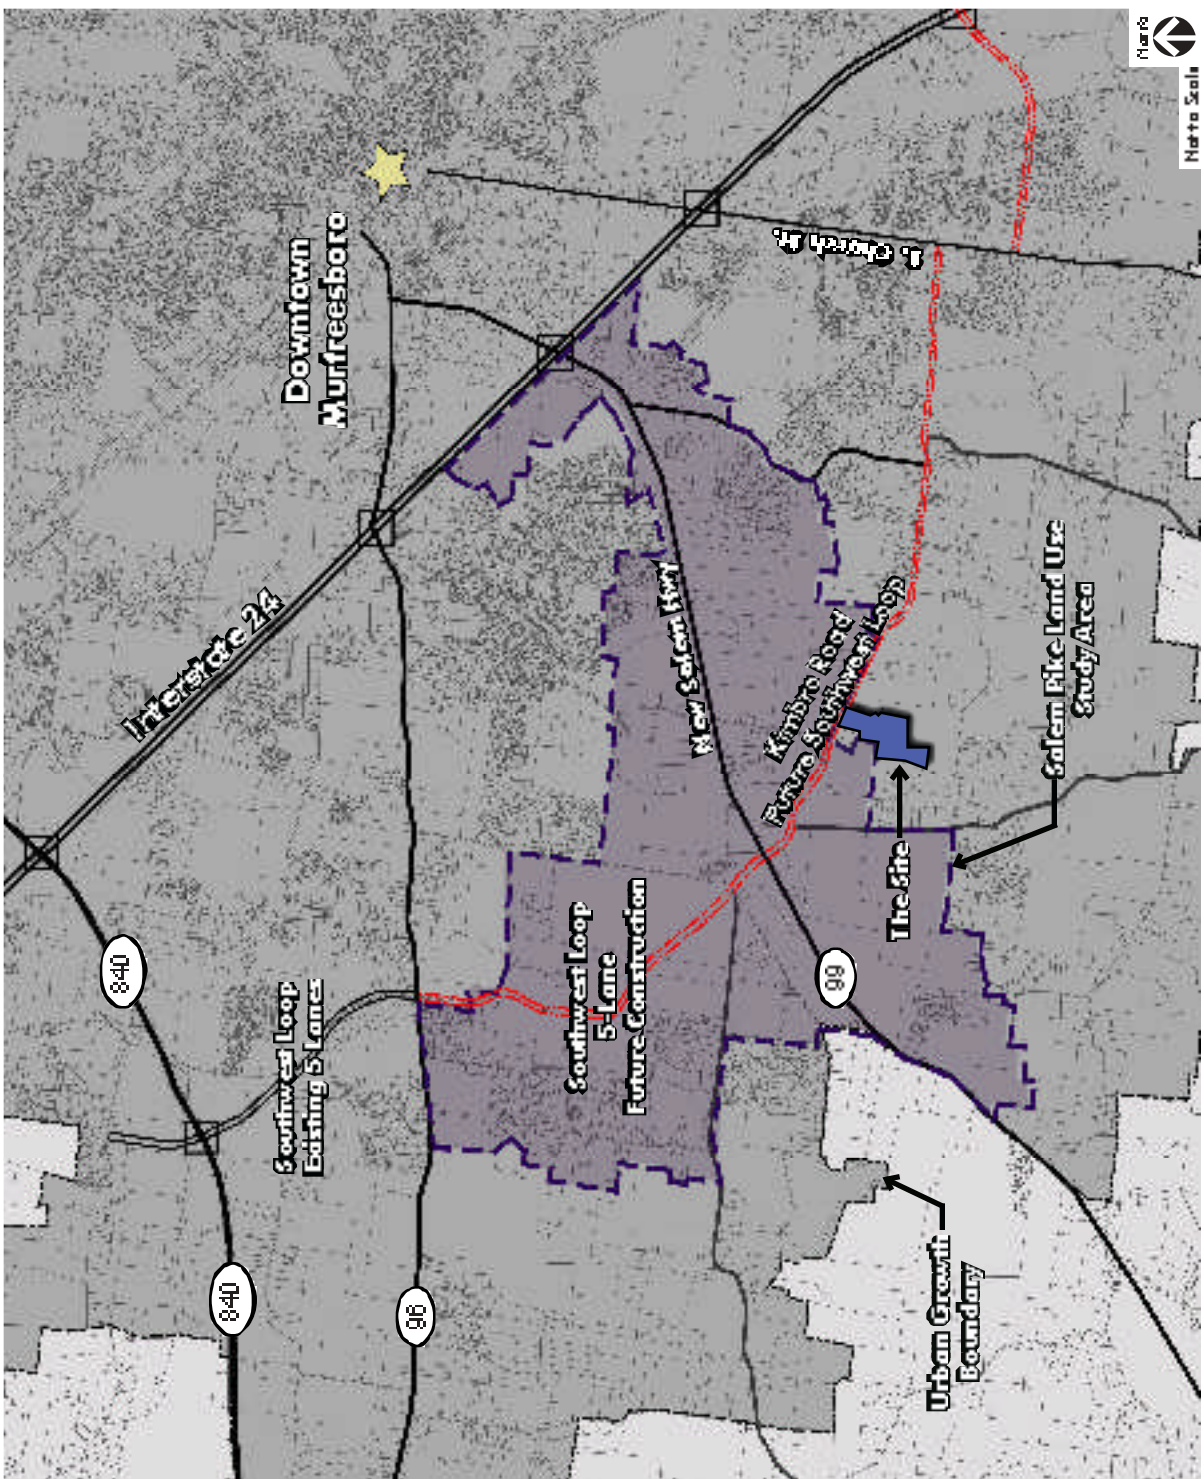 North
Not to Scale
Downtown
Murfreesboro
S. Church St.
Interstate 24
New Salem Hwy
Kimbro Road
Future Southwest Loop
Salem Pike Land Use
Study Area
The Site
Southwest Loop
5-Lane
Future Construction
Southwest Loop
Existing 5 Lanes
840
840
96
99
Urban Growth
Boundary